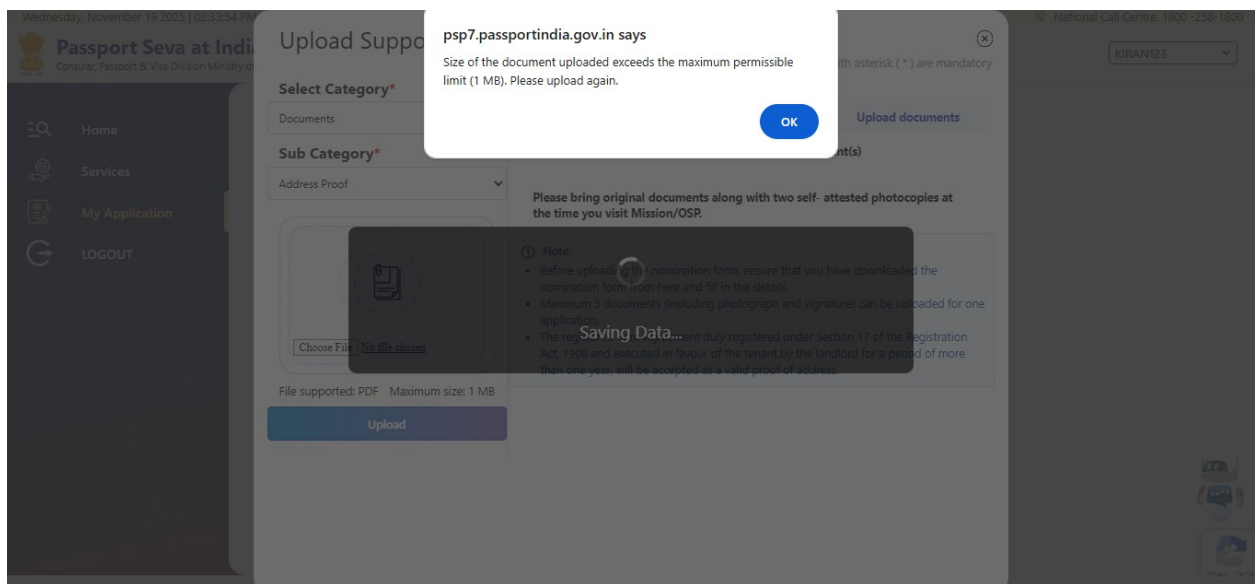 Wednesday, November 19 2025 | 02:33:54 PM
National Call Centre: 1800 -258-1800
Passport Seva at Indi
Consular, Passport & Visa Division Ministry o
KIRAN123
Home
Services
My Application
LOGOUT
psp7.passportindia.gov.in says
Size of the document uploaded exceeds the maximum permissible
limit (1 MB). Please upload again.
OK
Upload Suppo
th asterisk ( * ) are mandatory
Select Category*
Documents
Upload documents
Sub Category*
nt(s)
Address Proof
Please bring original documents along with two self- attested photocopies at
the time you visit Mission/OSP.
Note
Before uploading the nomination form, ensure that you have downloaded the
nomination form from here and fill in the details.
Maximum 5 documents (including photograph and signature) can be uploaded for one
application.
The ment duly registered under Section 17 of the Registration
Act, 1908 and executed in favour of the tenant by the landlord for a period of more
than one year, will be accepted as a valid proof of address.
Saving Data...
Choose File No file chosen
File supported: PDF Maximum size: 1 MB
Upload